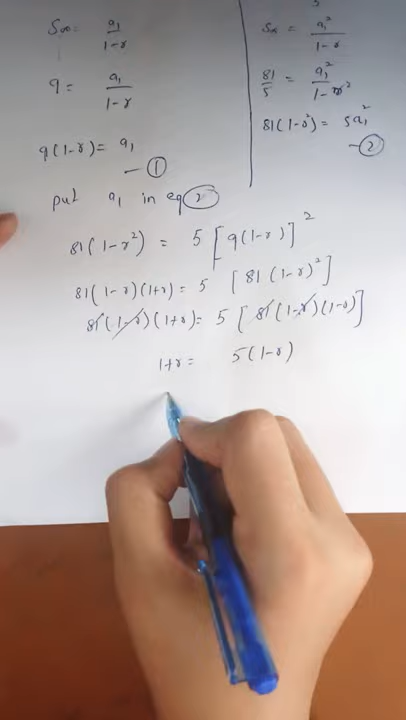 S∞ = a₁/(1-r)
9 = a₁/(1-r)
9(1-r) = a₁ — ①
S∞ = a₁²/(1-r
81/5 = a₁²/(1-r²
81(1-r²) = 5a₁² — ②
put a₁ in eq ②
81(1-r²) = 5[9(1-r)]²
81(1-r)(1+r) = 5[81(1-r)²]
81(1-r)(1+r) = 5[81(1-r)(1-r)]
1+r = 5(1-r)